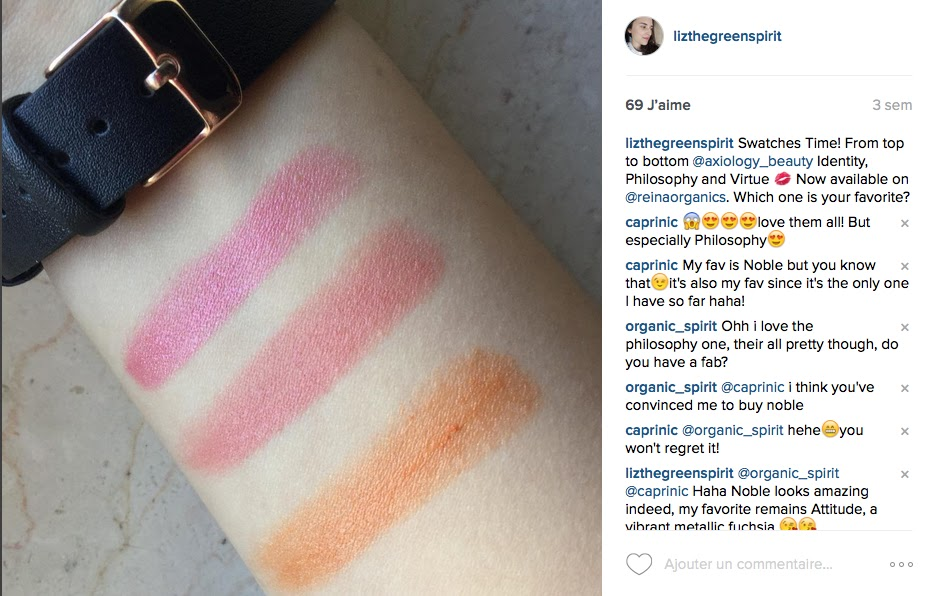 lizthegreenspirit
69 J'aime 3 sem
lizthegreenspirit Swatches Time! From top
to bottom @axiology_beauty Identity,
Philosophy and Virtue 💋 Now available on
@reinaorganics. Which one is your favorite?
caprinic 😱😍😍😍love them all! But
especially Philosophy😍
caprinic My fav is Noble but you know
that😉it's also my fav since it's the only one
I have so far haha!
organic_spirit Ohh i love the
philosophy one, their all pretty though, do
you have a fab?
organic_spirit @caprinic i think you've
convinced me to buy noble
caprinic @organic_spirit hehe😁you
won't regret it!
lizthegreenspirit @organic_spirit
@caprinic Haha Noble looks amazing
indeed, my favorite remains Attitude, a
vibrant metallic fuchsia 😘😘
Ajouter un commentaire...